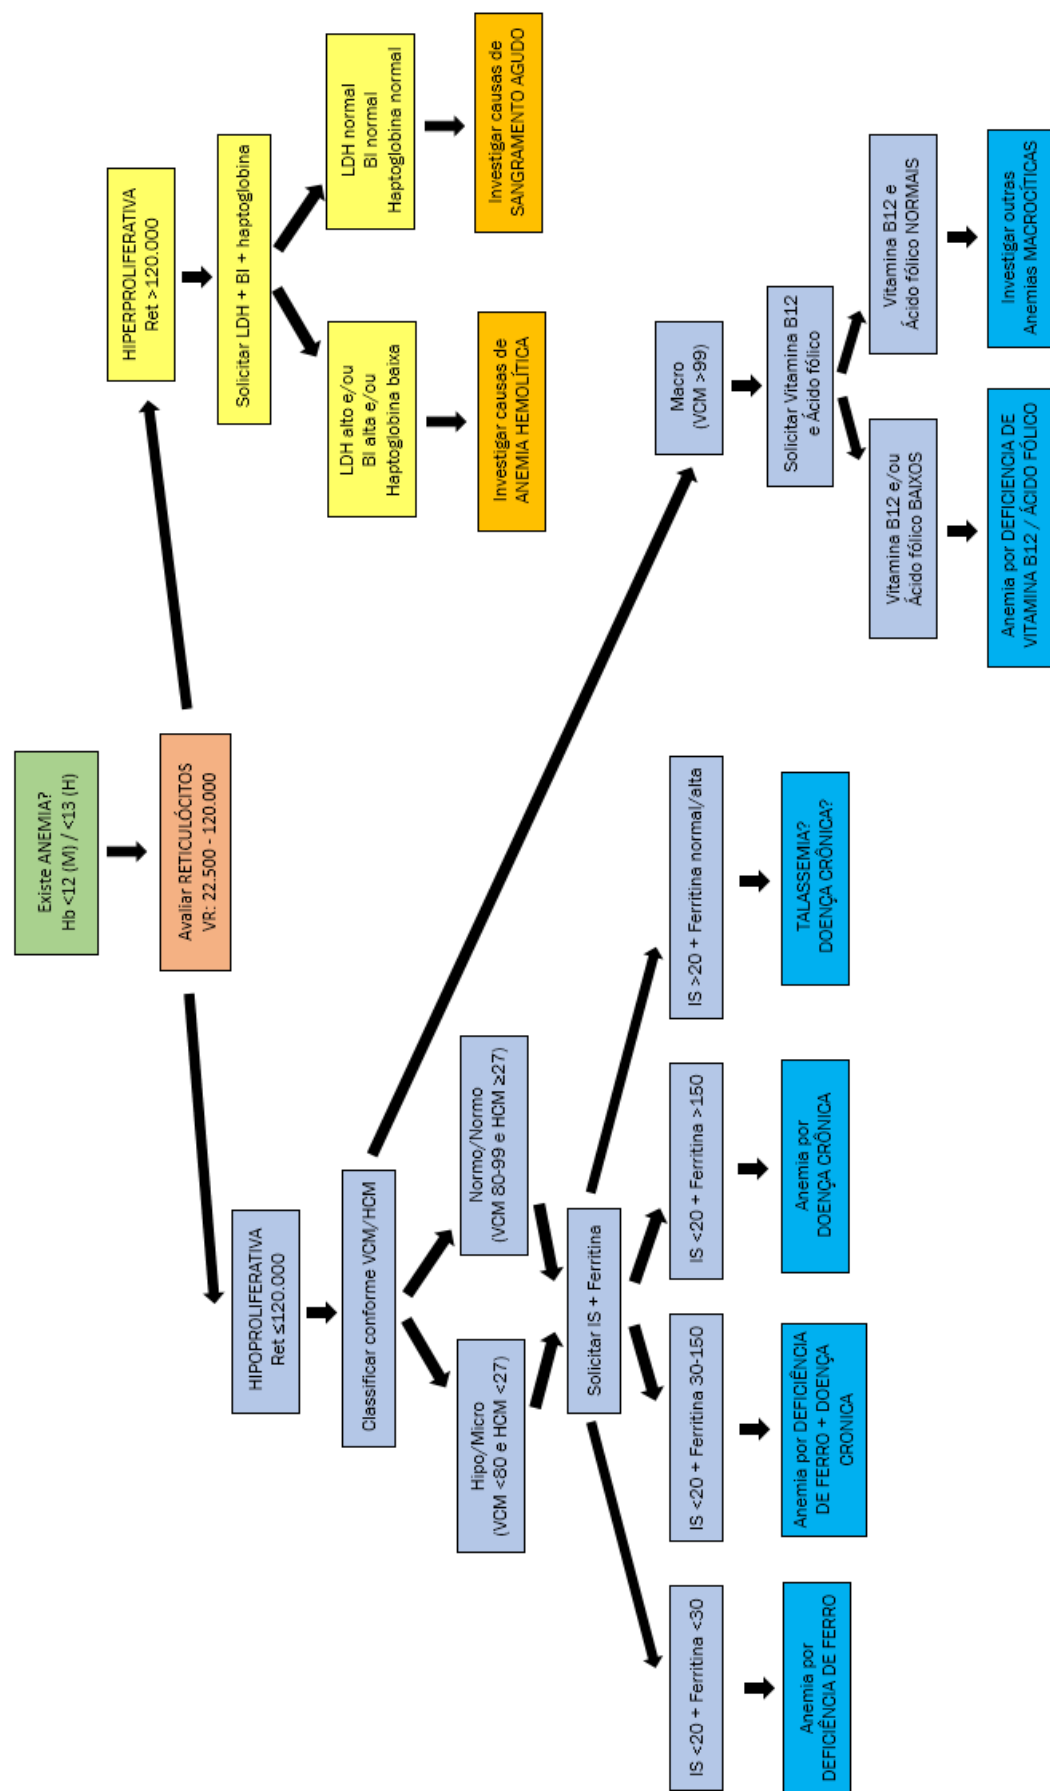 Existe ANEMIA?
Hb <12 (M) / <13 (H)
Avaliar RETICULÓCITOS
VR: 22.500 - 120.000
HIPOPROLIFERATIVA
Ret ≤120.000
HIPERPROLIFERATIVA
Ret >120.000
Classificar conforme VCM/HCM
Solicitar LDH + BI + haptoglobina
Hipo/Micro
(VCM <80 e HCM <27)
Normo/Normo
(VCM 80-99 e HCM ≥27)
LDH alto e/ou
BI alta e/ou
Haptoglobina baixa
LDH normal
BI normal
Haptoglobina normal
Investigar causas de
ANEMIA HEMOLÍTICA
Investigar causas de
SANGRAMENTO AGUDO
Solicitar IS + Ferritina
Macro
(VCM >99)
IS <20 + Ferritina <30
IS <20 + Ferritina 30-150
IS <20 + Ferritina >150
IS >20 + Ferritina normal/alta
Solicitar Vitamina B12
e Ácido fólico
Anemia por
DEFICIÊNCIA DE FERRO
Anemia por DEFICIÊNCIA
DE FERRO + DOENÇA
CRONICA
Anemia por
DOENÇA CRÔNICA
TALASSEMIA?
DOENÇA CRÔNICA?
Vitamina B12 e/ou
Ácido fólico BAIXOS
Vitamina B12 e
Ácido fólico NORMAIS
Anemia por DEFICIENCIA DE
VITAMINA B12 / ÁCIDO FÓLICO
Investigar outras
Anemias MACROCÍTICAS